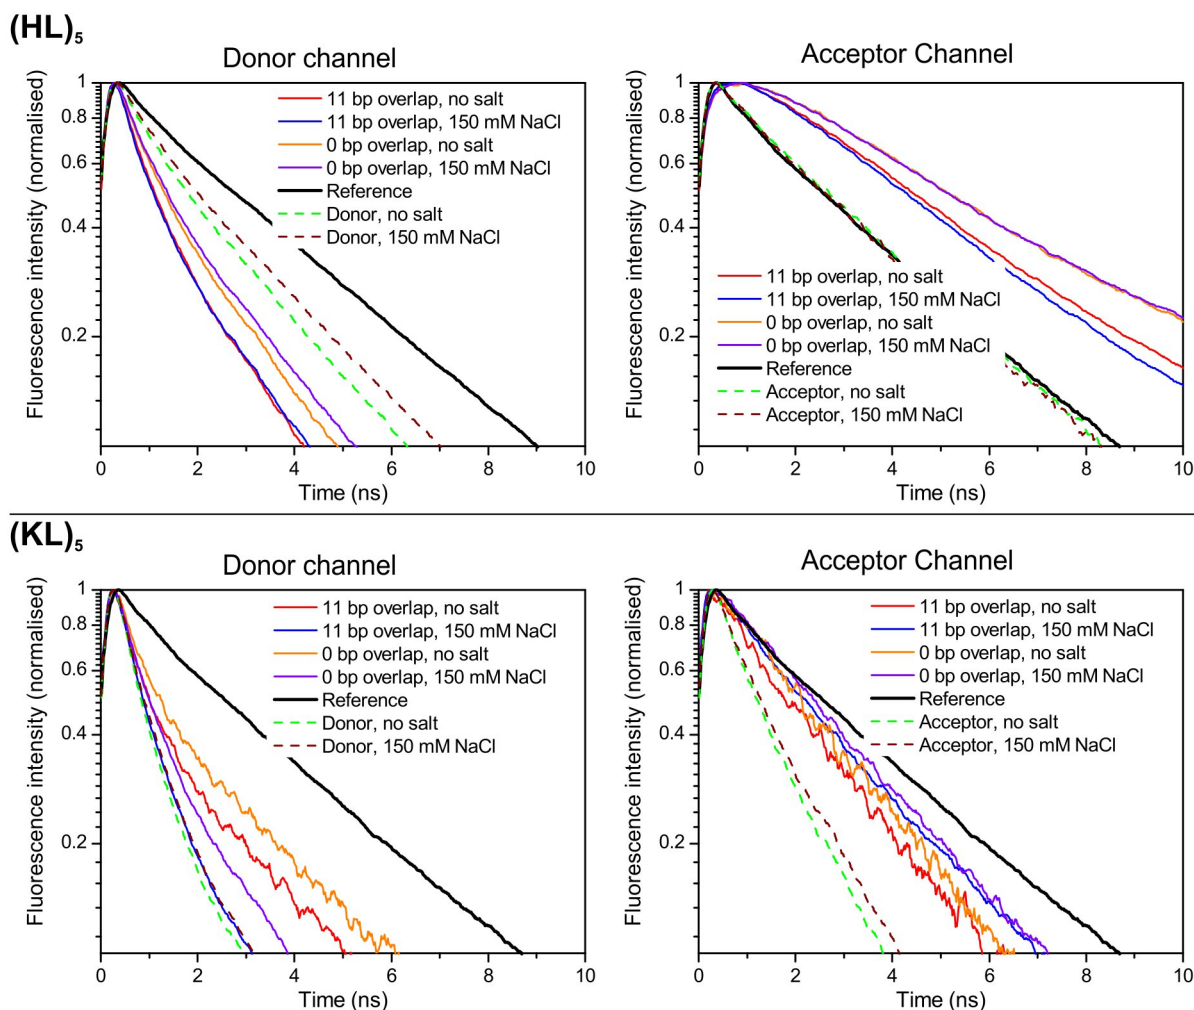 (HL)5
Donor channel
Fluorescence intensity (normalised)
1
0.8
0.6
0.4
0.2
11 bp overlap, no salt
11 bp overlap, 150 mM NaCl
0 bp overlap, no salt
0 bp overlap, 150 mM NaCl
Reference
Donor, no salt
Donor, 150 mM NaCl
0 2 4 6 8 10
Time (ns)
Acceptor Channel
Fluorescence intensity (normalised)
1
0.8
0.6
0.4
0.2
11 bp overlap, no salt
11 bp overlap, 150 mM NaCl
0 bp overlap, no salt
0 bp overlap, 150 mM NaCl
Reference
Acceptor, no salt
Acceptor, 150 mM NaCl
0 2 4 6 8 10
Time (ns)
(KL)5
Donor channel
Fluorescence intensity (normalised)
1
0.8
0.6
0.4
0.2
11 bp overlap, no salt
11 bp overlap, 150 mM NaCl
0 bp overlap, no salt
0 bp overlap, 150 mM NaCl
Reference
Donor, no salt
Donor, 150 mM NaCl
0 2 4 6 8 10
Time (ns)
Acceptor Channel
Fluorescence intensity (normalised)
1
0.8
0.6
0.4
0.2
11 bp overlap, no salt
11 bp overlap, 150 mM NaCl
0 bp overlap, no salt
0 bp overlap, 150 mM NaCl
Reference
Acceptor, no salt
Acceptor, 150 mM NaCl
0 2 4 6 8 10
Time (ns)